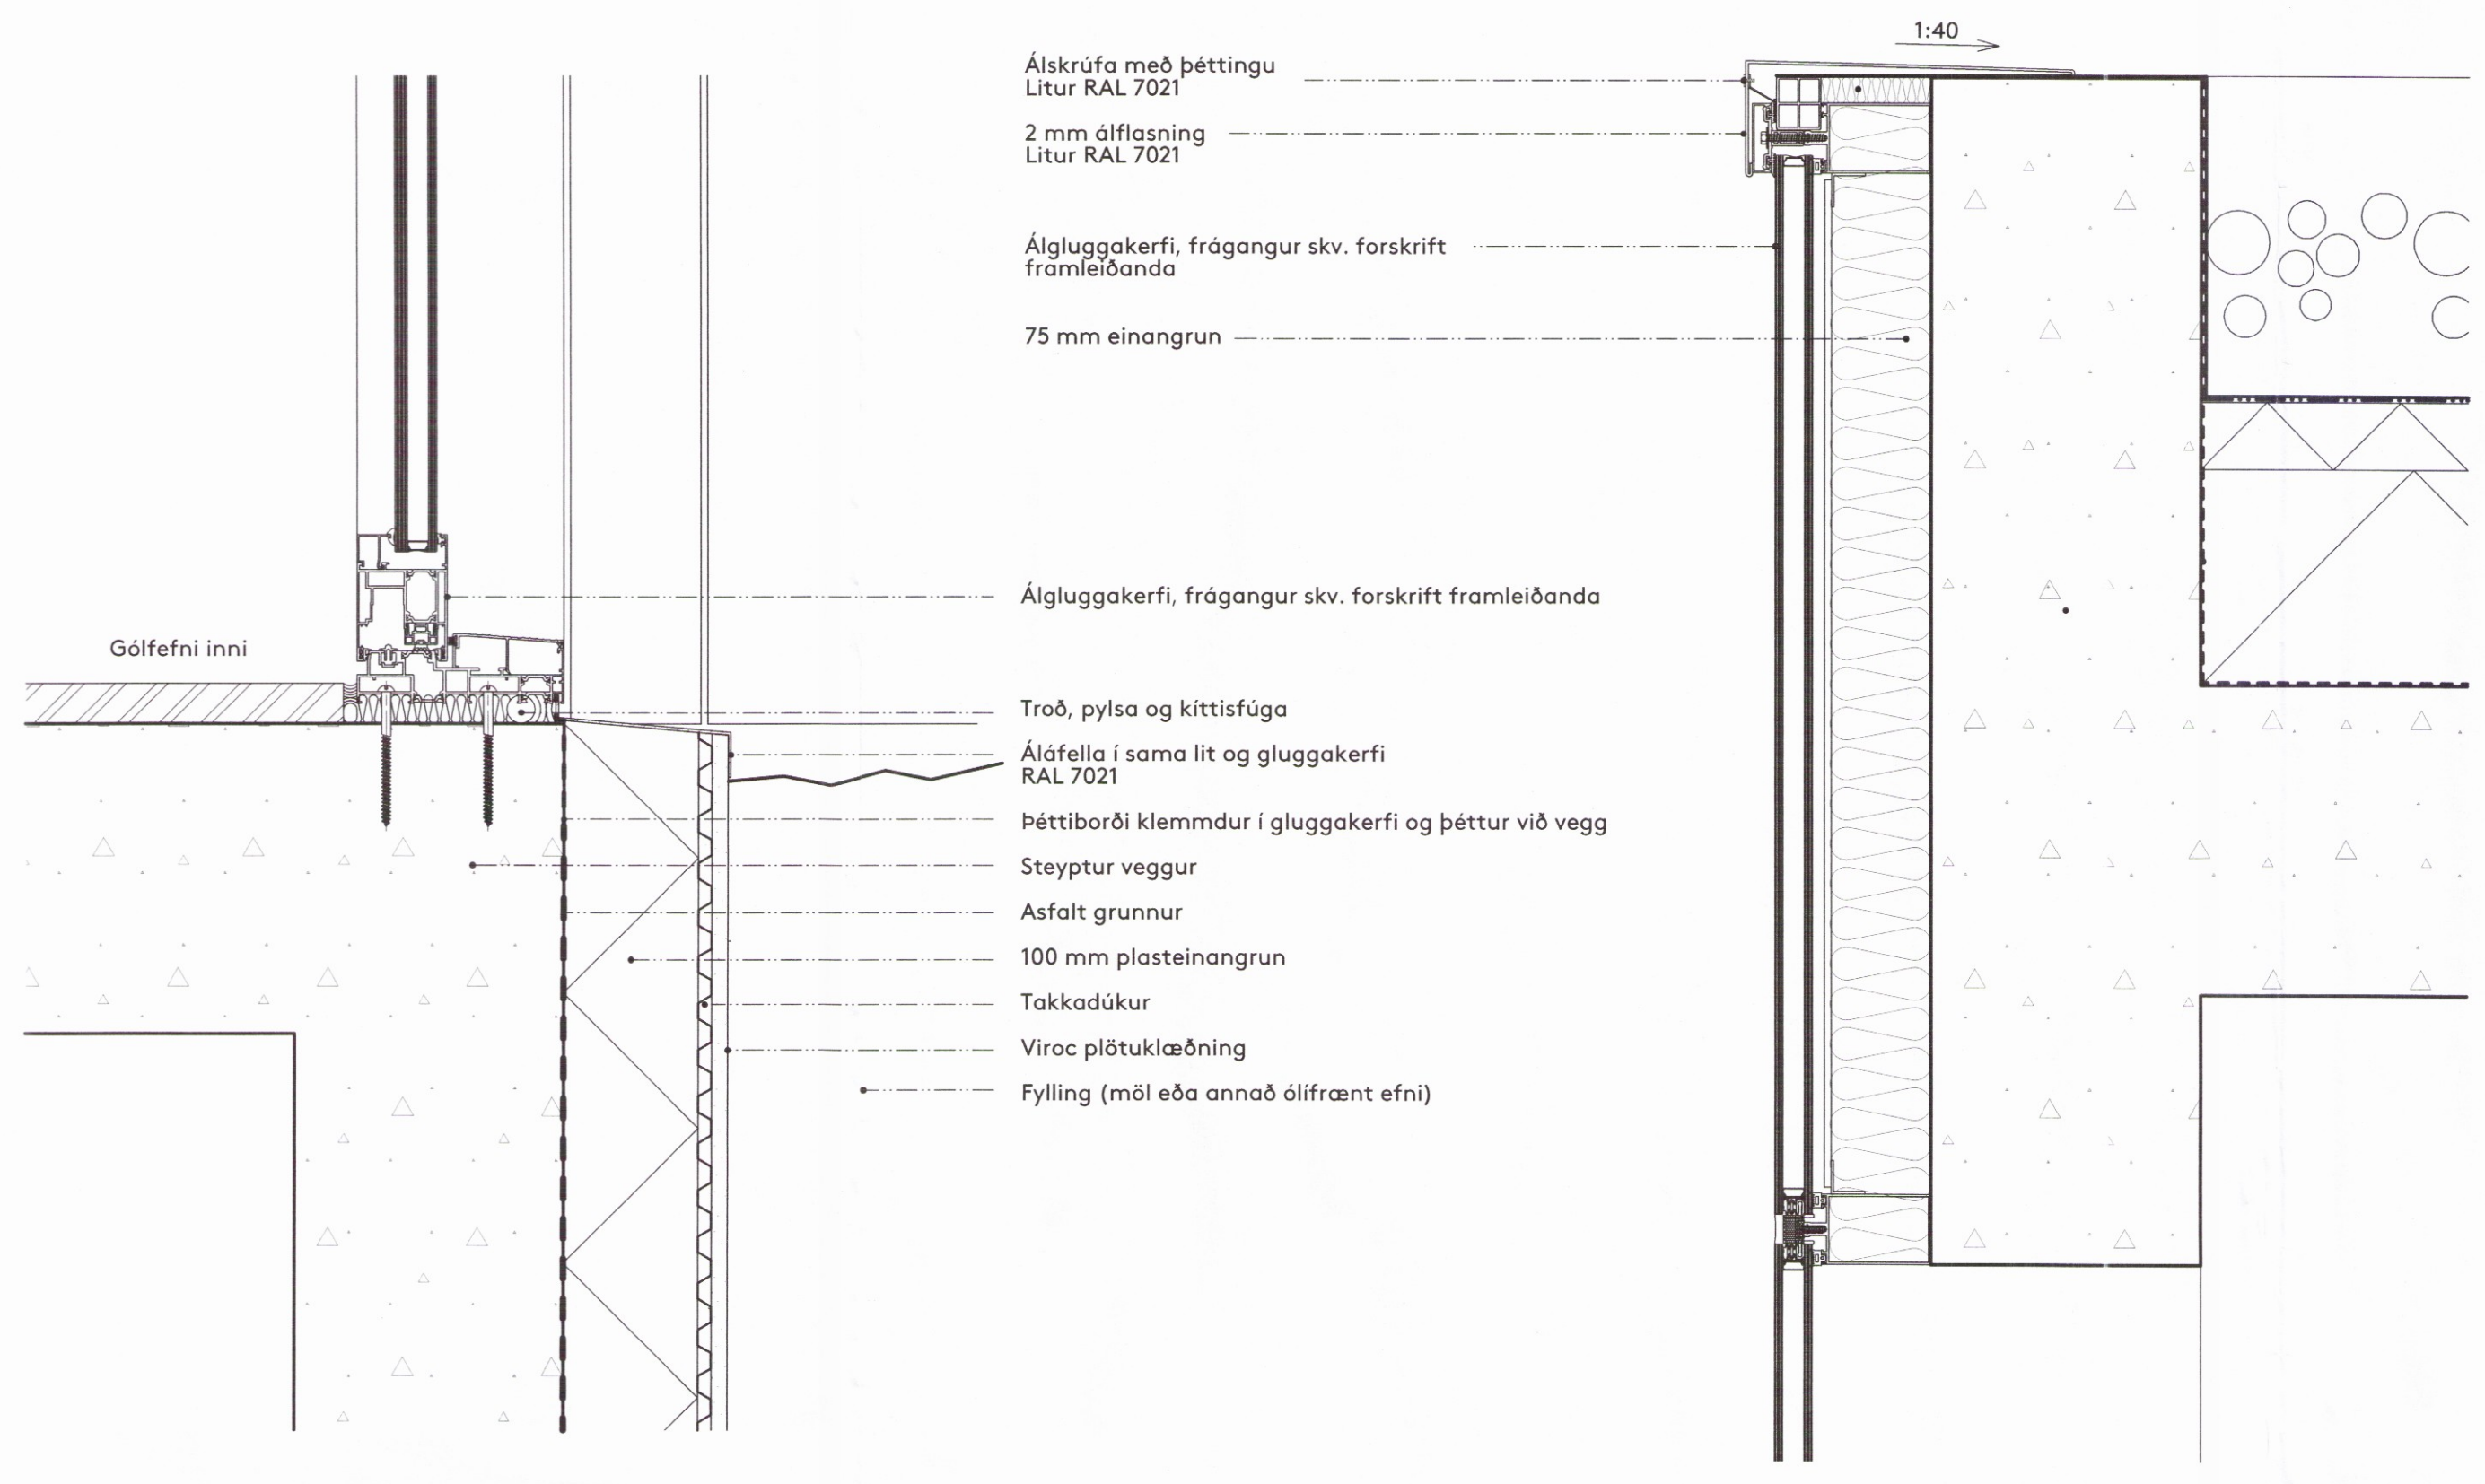 1:40
Álskrúfa með þéttingu
Litur RAL 7021
2 mm álflasning
Litur RAL 7021
Álgluggakerfi, frágangur skv. forskrift
framleiðanda
75 mm einangrun
Álgluggakerfi, frágangur skv. forskrift framleiðanda
Gólfefni inni
Troð, pylsa og kíttisfúga
Áláfella í sama lit og gluggakerfi
RAL 7021
Þéttiborði klemmdur í gluggakerfi og þéttur við vegg
Steyptur veggur
Asfalt grunnur
100 mm plasteinangrun
Takkadúkur
Viroc plötuklæðning
Fylling (möl eða annað ólífrænt efni)